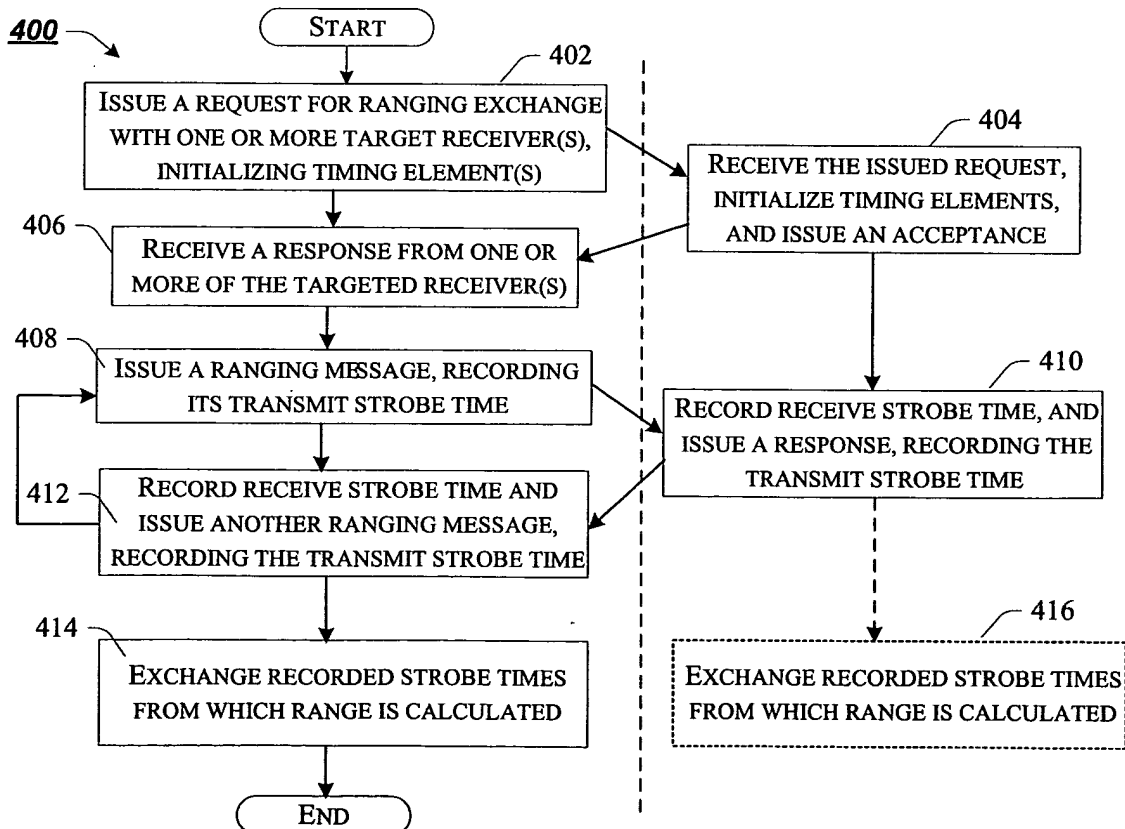 400
START
402
ISSUE A REQUEST FOR RANGING EXCHANGE
WITH ONE OR MORE TARGET RECEIVER(S),
INITIALIZING TIMING ELEMENT(S)
404
RECEIVE THE ISSUED REQUEST,
INITIALIZE TIMING ELEMENTS,
AND ISSUE AN ACCEPTANCE
406
RECEIVE A RESPONSE FROM ONE OR
MORE OF THE TARGETED RECEIVER(S)
408
ISSUE A RANGING MESSAGE, RECORDING
ITS TRANSMIT STROBE TIME
410
RECORD RECEIVE STROBE TIME, AND
ISSUE A RESPONSE, RECORDING THE
TRANSMIT STROBE TIME
412
RECORD RECEIVE STROBE TIME AND
ISSUE ANOTHER RANGING MESSAGE,
RECORDING THE TRANSMIT STROBE TIME
414
EXCHANGE RECORDED STROBE TIMES
FROM WHICH RANGE IS CALCULATED
416
EXCHANGE RECORDED STROBE TIMES
FROM WHICH RANGE IS CALCULATED
END